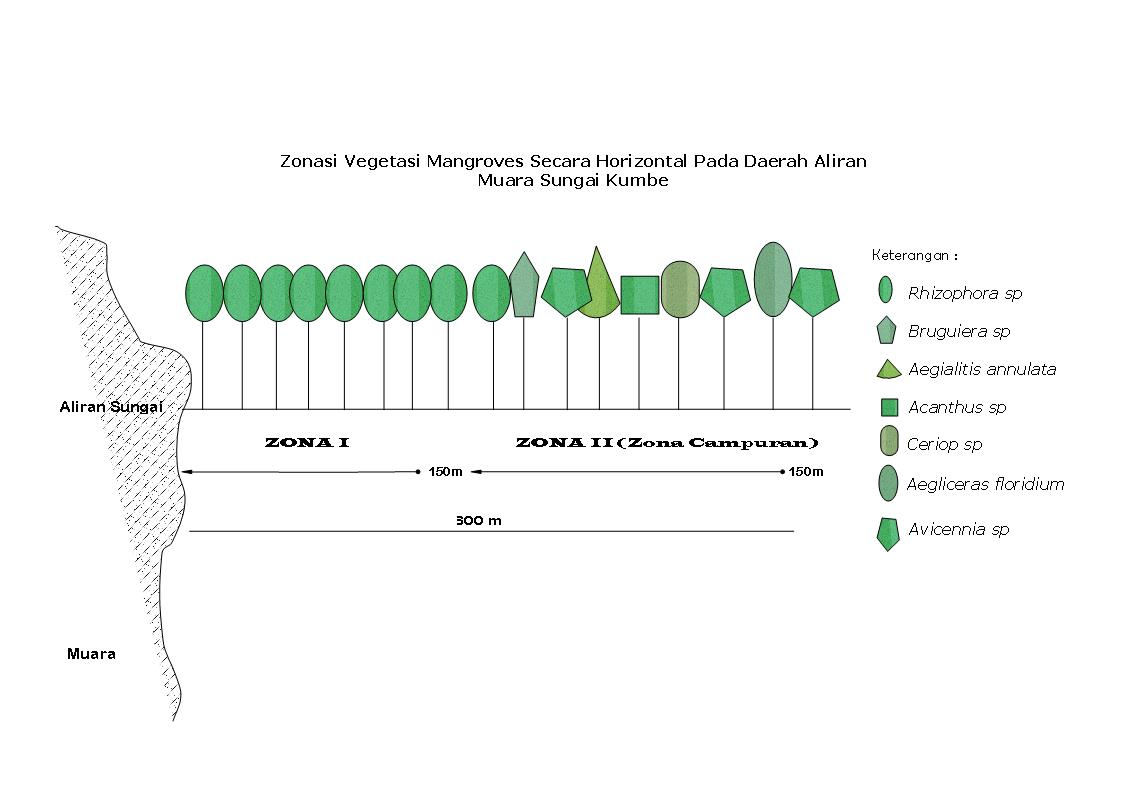 Zonasi Vegetasi Mangroves Secara Horizontal Pada Daerah Aliran
Muara Sungai Kumbe
Keterangan :
Rhizophora sp
Bruguiera sp
Aegialitis annulata
Acanthus sp
Ceriop sp
Aegliceras floridium
Avicennia sp
Aliran Sungai
ZONA I
ZONA II (Zona Campuran)
150m
150m
300 m
Muara